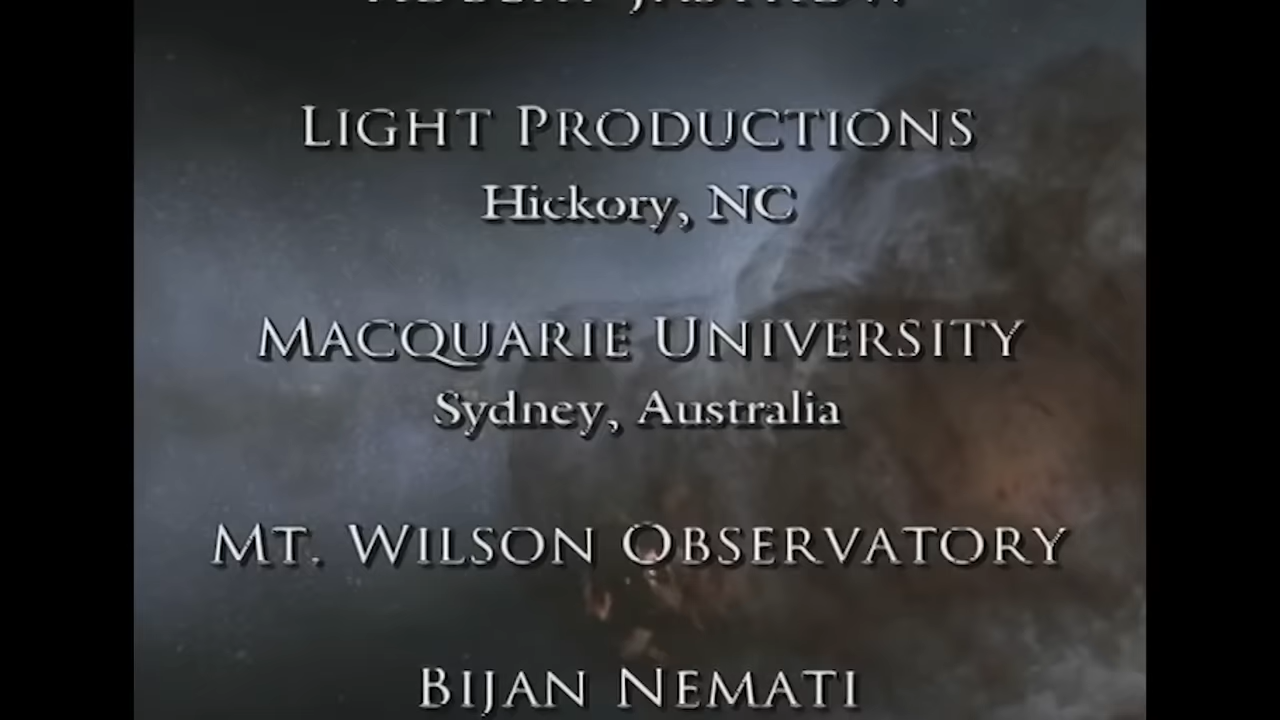 LIGHT PRODUCTIONS
Hickory, NC
MACQUARIE UNIVERSITY
Sydney, Australia
MT. WILSON OBSERVATORY
BIJAN NEMATI